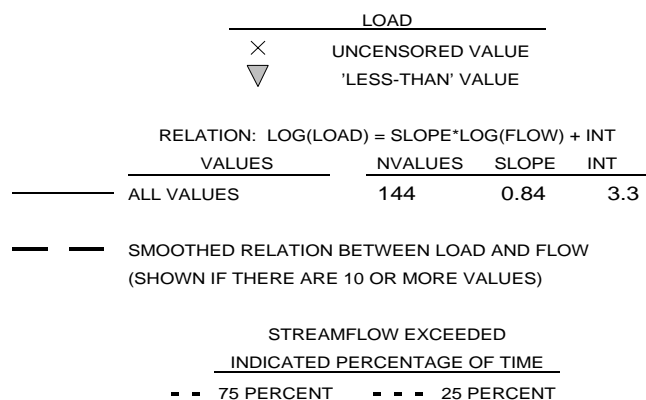 LOAD
UNCENSORED VALUE
'LESS-THAN' VALUE
RELATION: LOG(LOAD) = SLOPE*LOG(FLOW) + INT
VALUES NVALUES SLOPE INT
ALL VALUES 144 0.84 3.3
SMOOTHED RELATION BETWEEN LOAD AND FLOW
(SHOWN IF THERE ARE 10 OR MORE VALUES)
STREAMFLOW EXCEEDED
INDICATED PERCENTAGE OF TIME
75 PERCENT 25 PERCENT